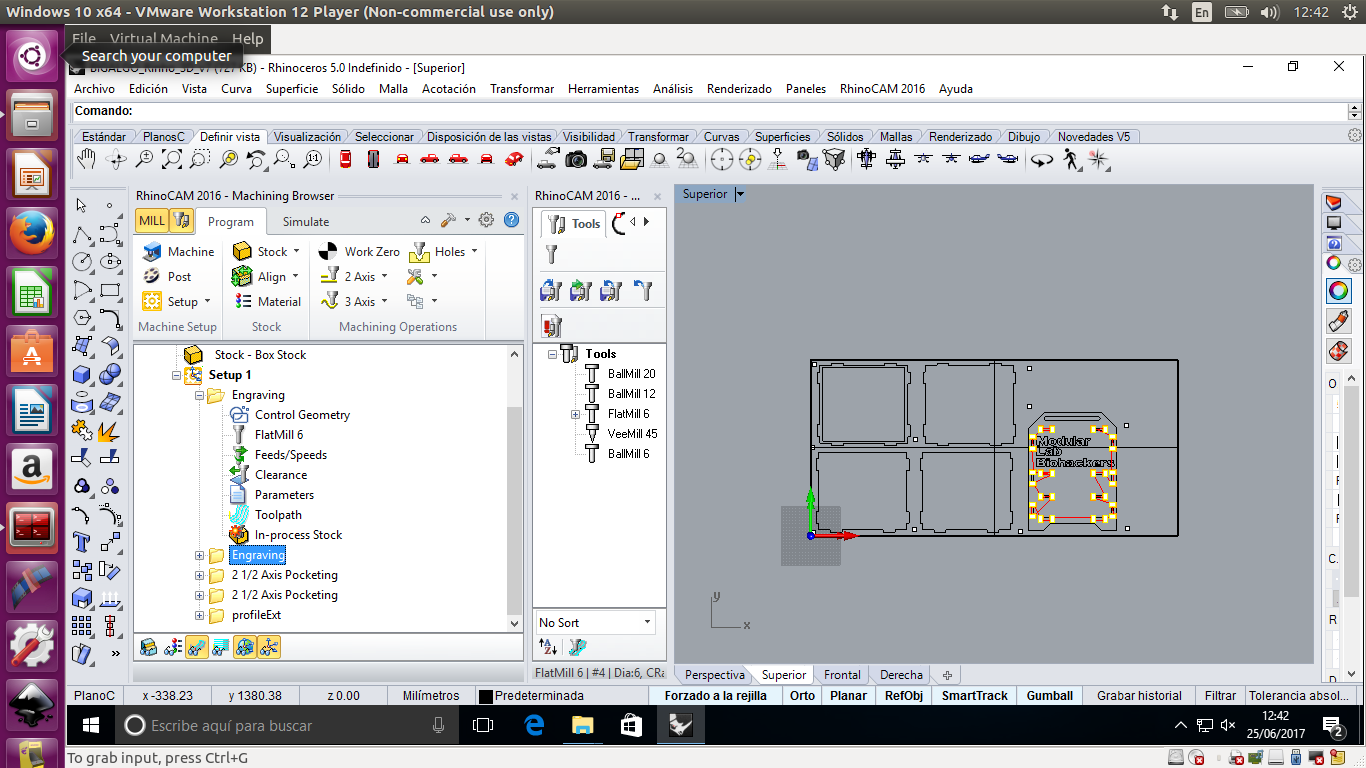 Windows 10 x64 - VMware Workstation 12 Player (Non-commercial use only)
En
12:42
File Virtual Machine Help
Search your computer
- Rhinoceros 5.0 Indefinido - [Superior]
Archivo Edición Vista Curva Superficie Sólido Malla Acotación Transformar Herramientas Análisis Renderizado Paneles RhinoCAM 2016 Ayuda
Comando:
Estándar PlanosC Definir vista Visualización Seleccionar Disposición de las vistas Visibilidad Transformar Curvas Superficies Sólidos Mallas Renderizado Dibujo Novedades V5
RhinoCAM 2016 - Machining Browser
MILL Program Simulate
Machine Stock Work Zero Holes
Post Align 2 Axis
Setup Material 3 Axis
Machine Setup Stock Machining Operations
Stock - Box Stock
Setup 1
Engraving
Control Geometry
FlatMill 6
Feeds/Speeds
Clearance
Parameters
Toolpath
In-process Stock
Engraving
2 1/2 Axis Pocketing
2 1/2 Axis Pocketing
profileExt
RhinoCAM 2016 - ...
Tools
Tools
BallMill 20
BallMill 12
FlatMill 6
VeeMill 45
BallMill 6
No Sort
FlatMill 6 | #4 | Dia:6, CRa
Superior
Modular
Lab
Biohackers
y
x
O
C.
R
D
Perspectiva Superior Frontal Derecha
PlanoC x -338.23 y 1380.38 z 0.00 Milímetros Predeterminada Forzado a la rejilla Orto Planar RefObj SmartTrack Gumball Grabar historial Filtrar Tolerancia absol...
Escribe aquí para buscar
12:42
25/06/2017
2
To grab input, press Ctrl+G